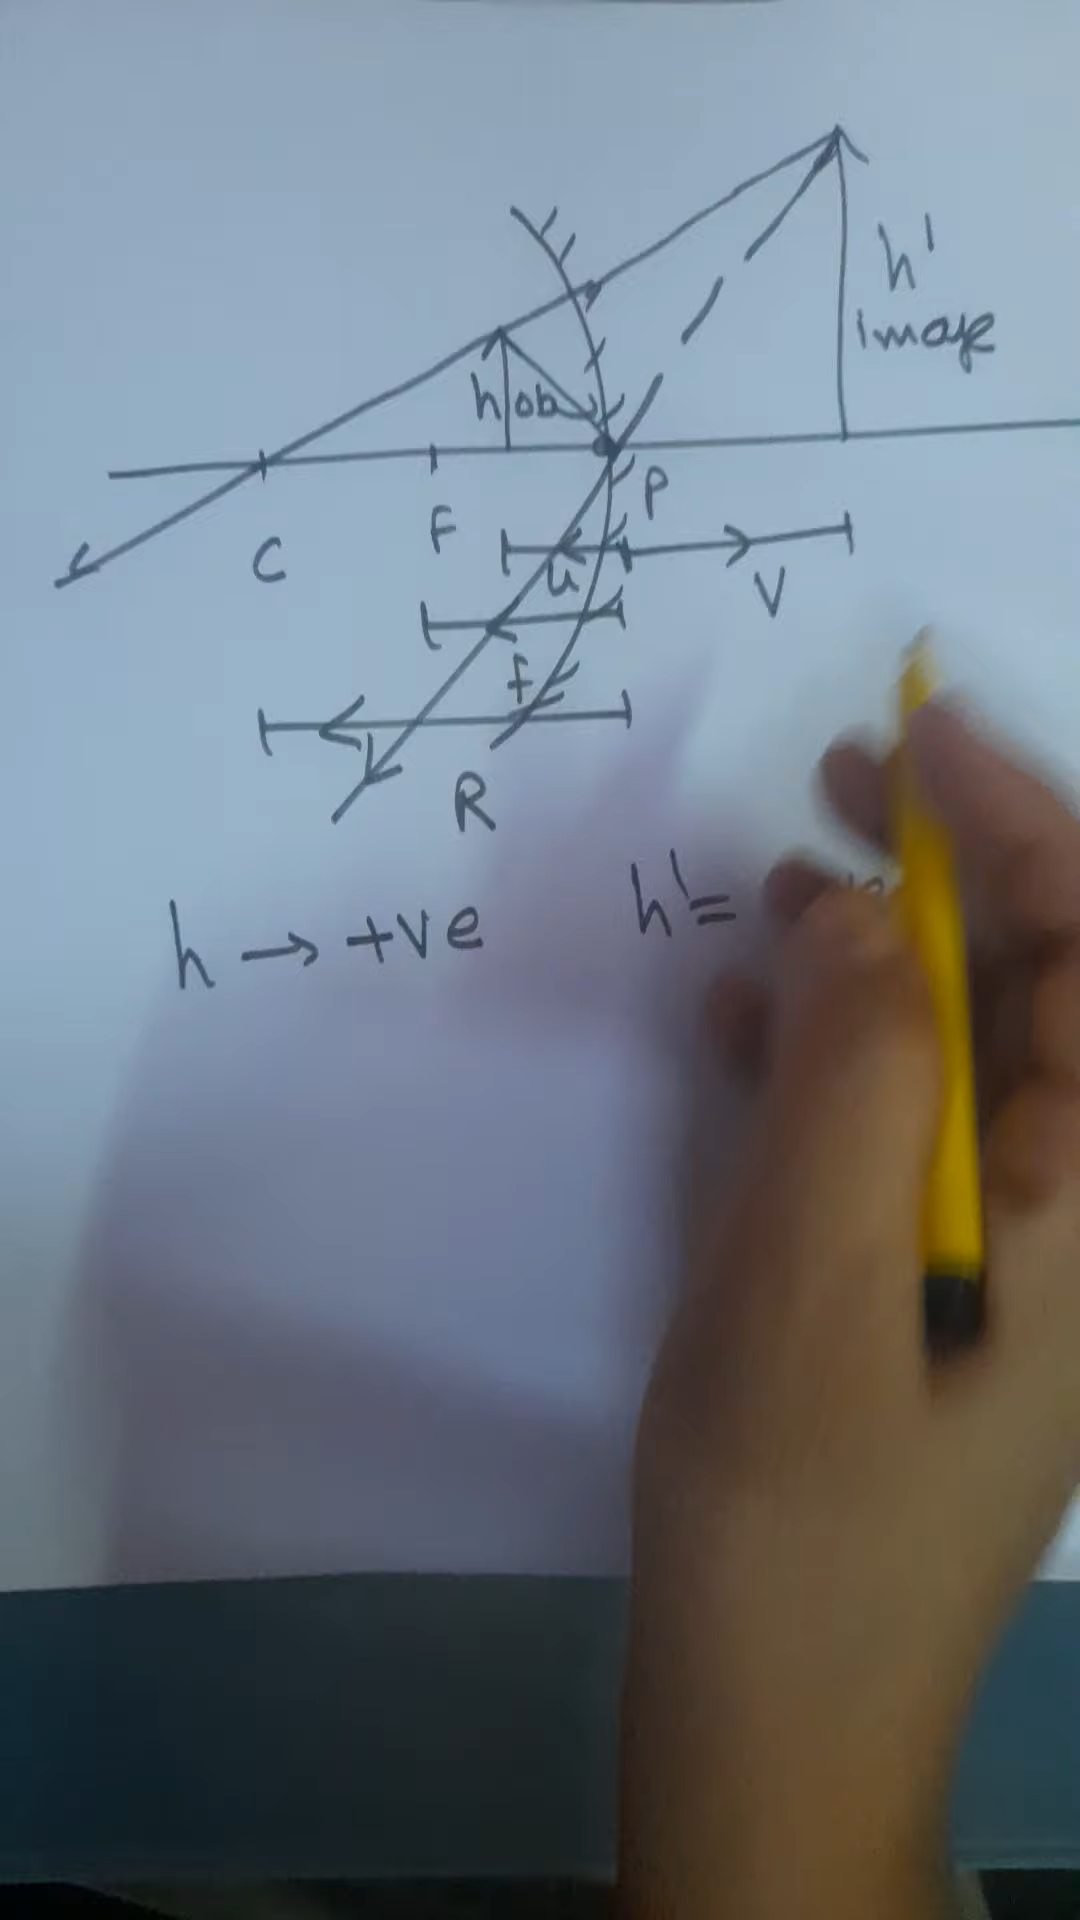 h'
image
h ob
P
F
C
u
V
f
R
h → +ve h' =